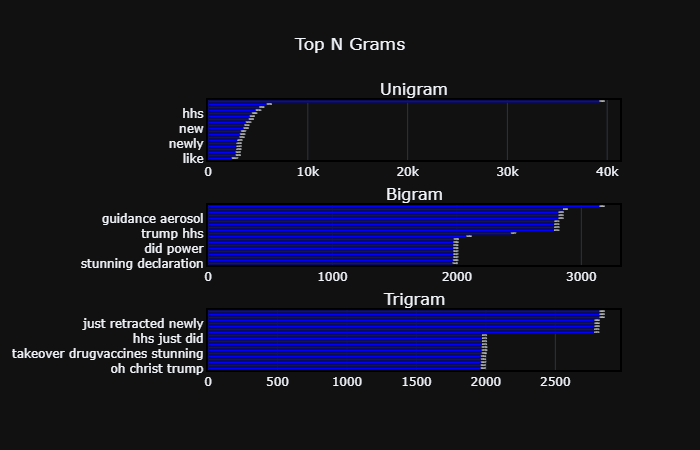 Top N Grams
Unigram
hhs
new
newly
like
0 10k 20k 30k 40k
Bigram
guidance aerosol
trump hhs
did power
stunning declaration
0 1000 2000 3000
Trigram
just retracted newly
hhs just did
takeover drugvaccines stunning
oh christ trump
0 500 1000 1500 2000 2500